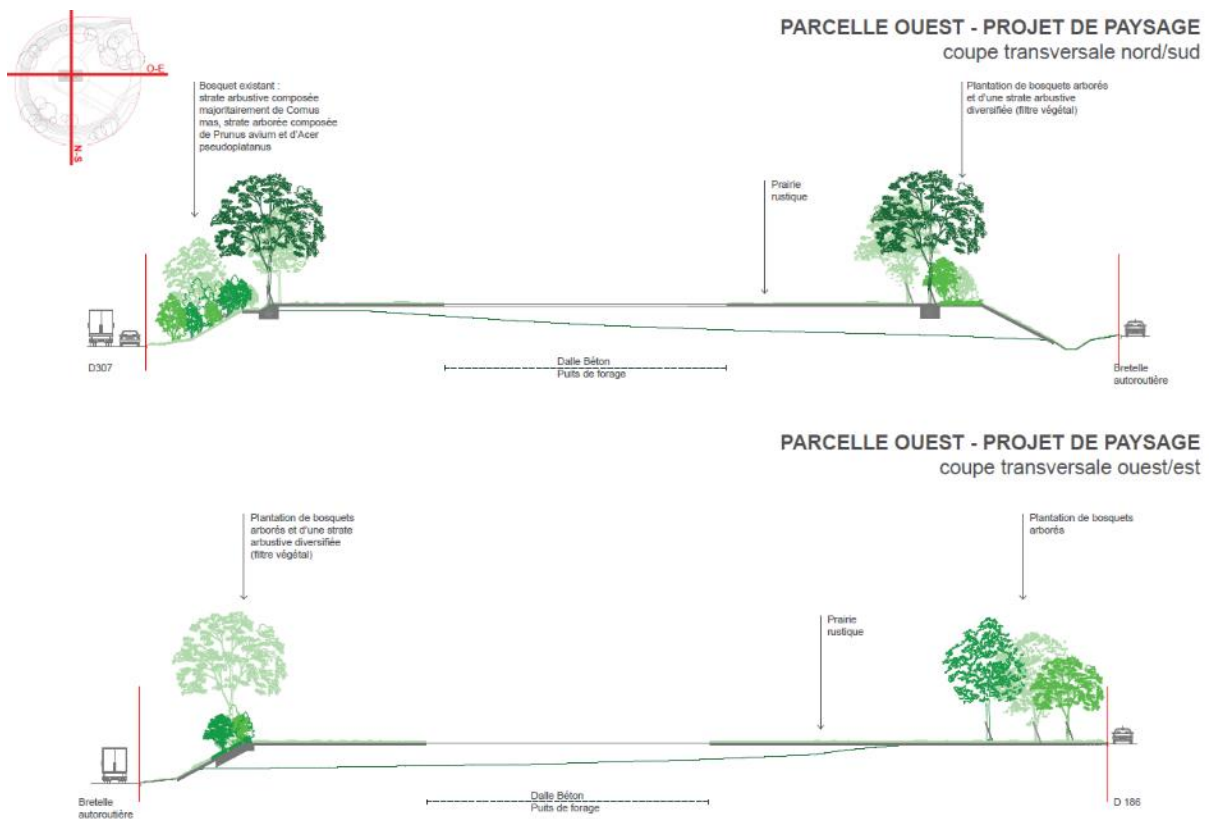 PARCELLE OUEST - PROJET DE PAYSAGE
coupe transversale nord/sud
O-E
N-S
Bosquet existant :
strate arbustive composée
majoritairement de Cornus
mas, strate arborée composée
de Prunus avium et d'Acer
pseudoplatanus
Plantation de bosquets arborés
et d'une strate arbustive
diversifiée (filtre végétal)
Prairie
rustique
D307
Dalle Béton
Puits de forage
Bretelle
autoroutière
PARCELLE OUEST - PROJET DE PAYSAGE
coupe transversale ouest/est
Plantation de bosquets
arborés et d'une strate
arbustive diversifiée
(filtre végétal)
Plantation de bosquets
arborés
Prairie
rustique
Bretelle
autoroutière
Dalle Béton
Puits de forage
D 186